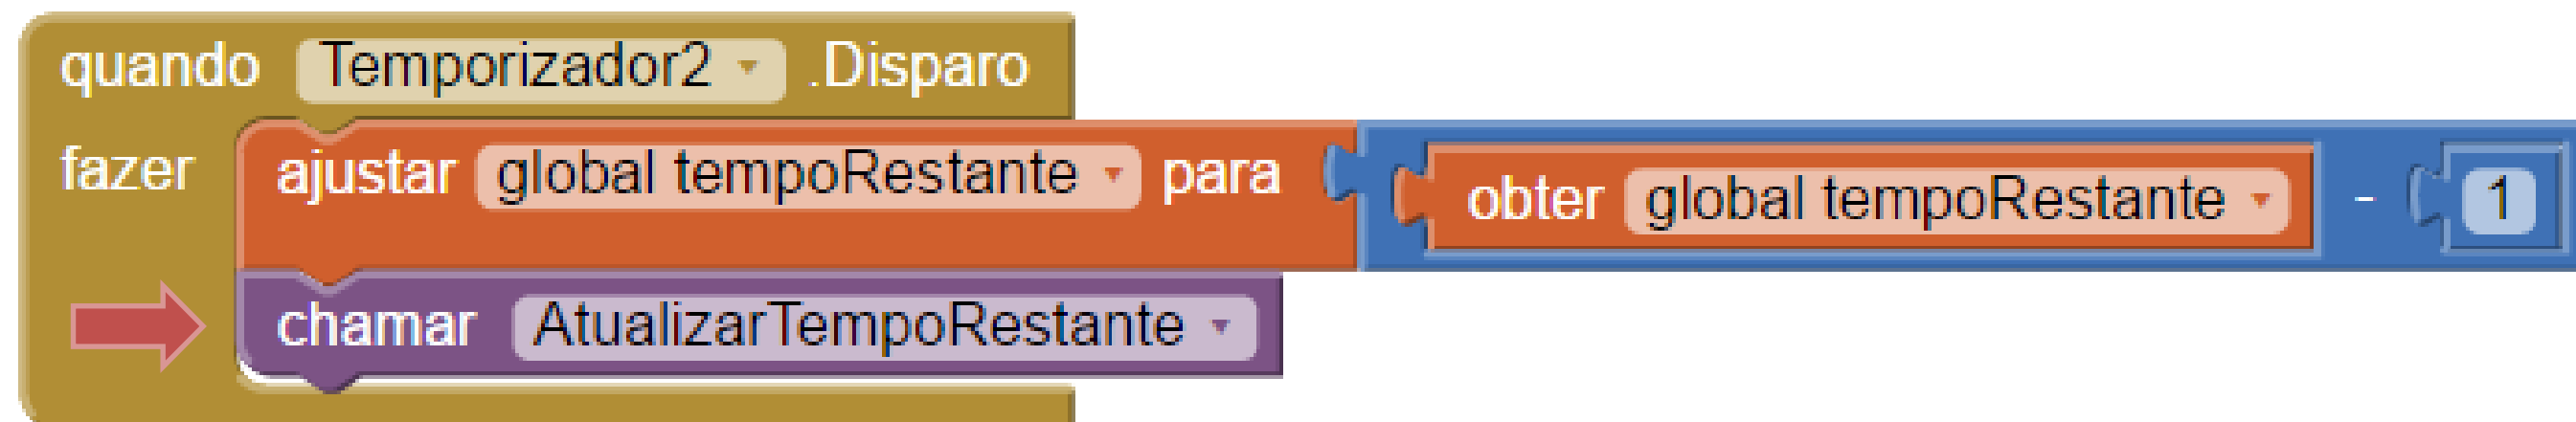 quando Temporizador2 .Disparo
fazer ajustar global tempoRestante para obter global tempoRestante - 1
chamar AtualizarTempoRestante